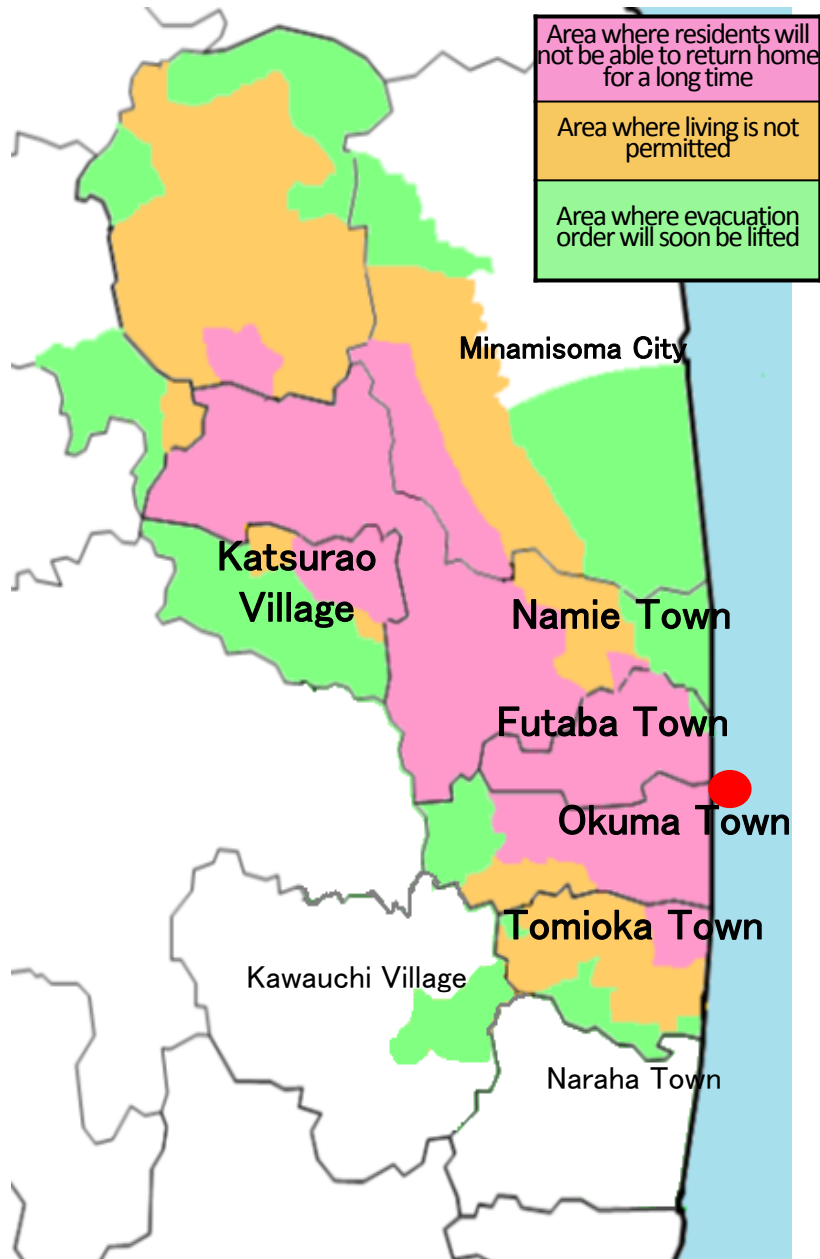 Area where residents will
not be able to return home
for a long time
Area where living is not
permitted
Area where evacuation
order will soon be lifted
Minamisoma City
Katsurao
Village
Namie Town
Futaba Town
Okuma Town
Tomioka Town
Kawauchi Village
Naraha Town